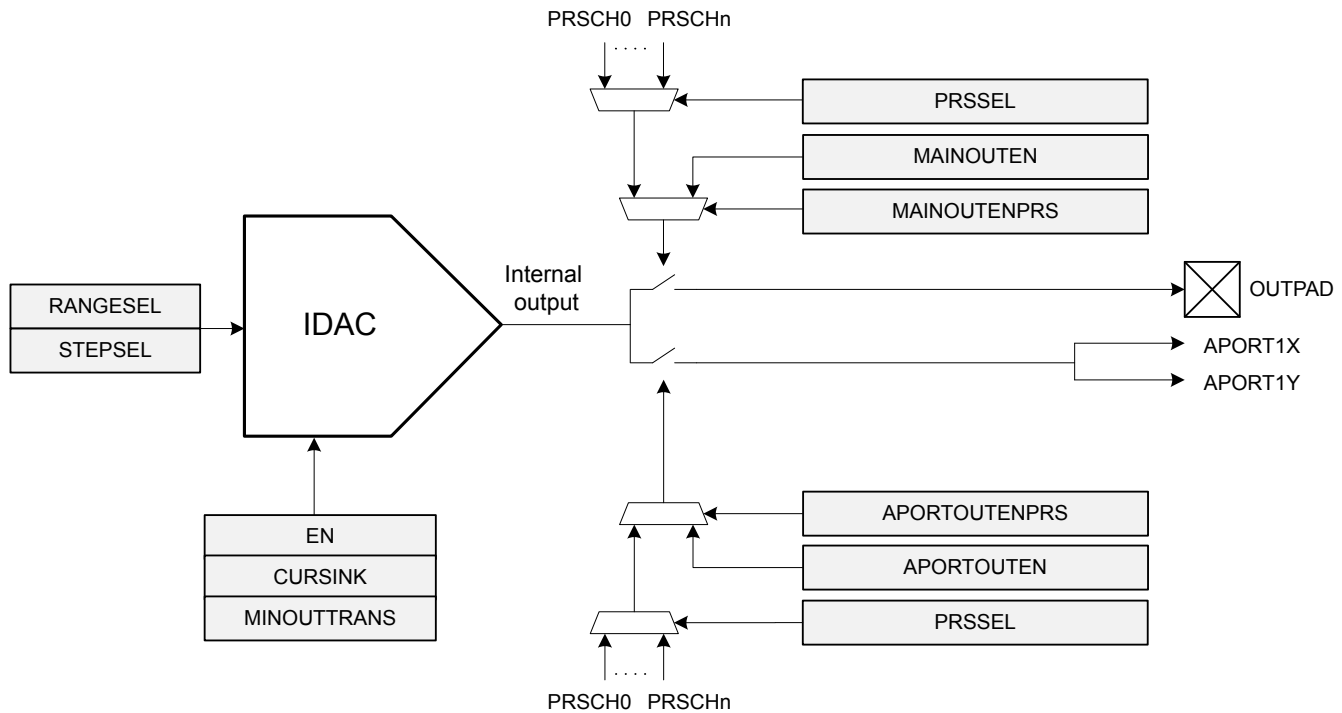 PRSCH0 PRSCHn
. . . .
PRSSEL
MAINOUTEN
MAINOUTENPRS
Internal
output
OUTPAD
RANGESEL
IDAC
STEPSEL
APORT1X
APORT1Y
APORTOUTENPRS
EN
APORTOUTEN
CURSINK
MINOUTTRANS
PRSSEL
. . . .
PRSCH0 PRSCHn